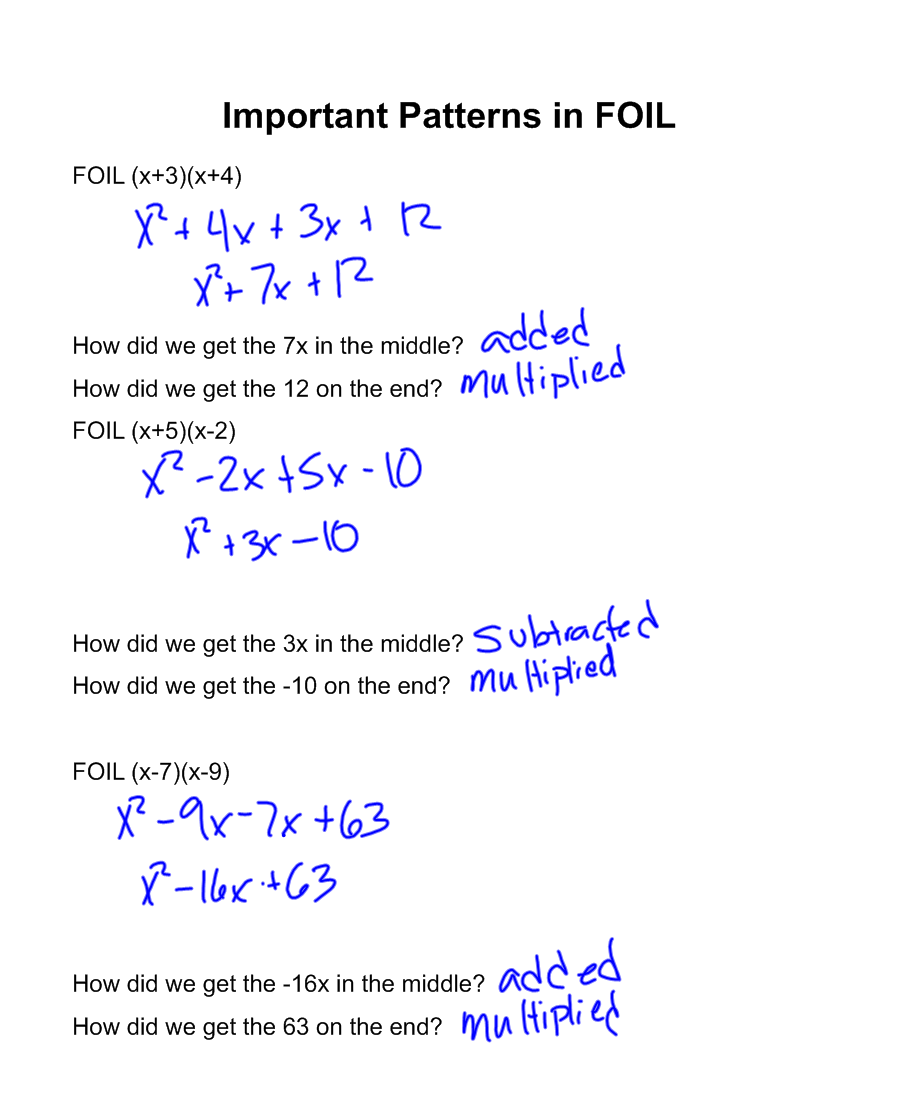 Important Patterns in FOIL
FOIL (x+3)(x+4)
x² + 4x + 3x + 12
x² + 7x + 12
How did we get the 7x in the middle? added
How did we get the 12 on the end? multiplied
FOIL (x+5)(x-2)
x² - 2x + 5x - 10
x² + 3x - 10
How did we get the 3x in the middle? Subtracted
How did we get the -10 on the end? multiplied
FOIL (x-7)(x-9)
x² - 9x - 7x + 63
x² - 16x + 63
How did we get the -16x in the middle? added
How did we get the 63 on the end? multiplied